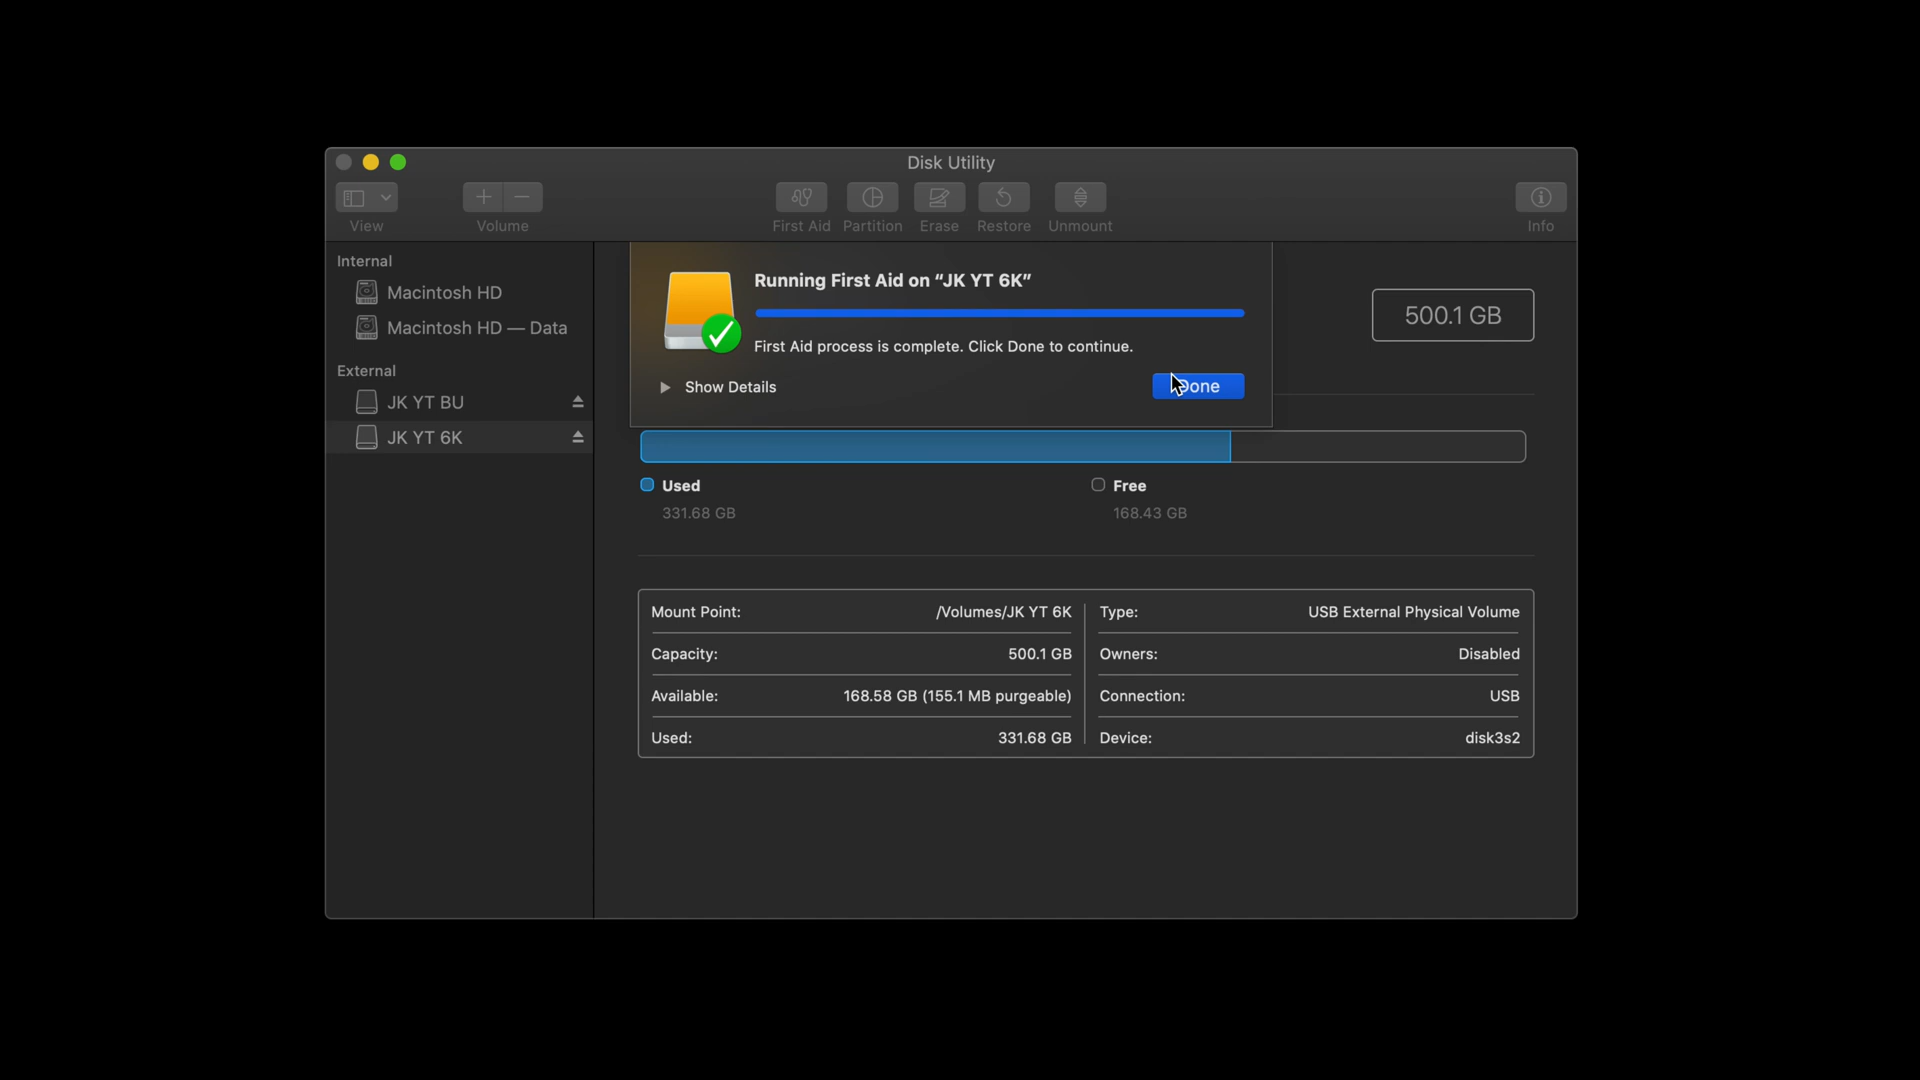 Disk Utility
View
Volume
First Aid
Partition
Erase
Restore
Unmount
Info
Internal
Macintosh HD
Macintosh HD — Data
External
JK YT BU
JK YT 6K
Running First Aid on “JK YT 6K”
First Aid process is complete. Click Done to continue.
Show Details
Done
500.1 GB
Used
331.68 GB
Free
168.43 GB
Mount Point: /Volumes/JK YT 6K
Type: USB External Physical Volume
Capacity: 500.1 GB
Owners: Disabled
Available: 168.58 GB (155.1 MB purgeable)
Connection: USB
Used: 331.68 GB
Device: disk3s2